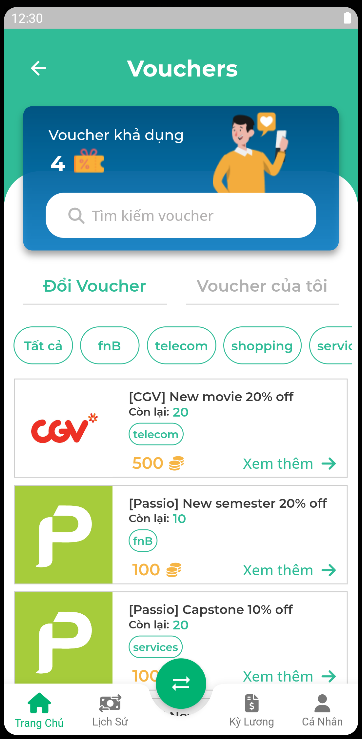 12:30
Vouchers
Voucher khả dụng
4
Tìm kiếm voucher
Đổi Voucher
Voucher của tôi
Tất cả
fnB
telecom
shopping
servic
[CGV] New movie 20% off
Còn lại: 20
telecom
CGV
500
Xem thêm
[Passio] New semester 20% off
Còn lại: 10
fnB
P
100
Xem thêm
[Passio] Capstone 10% off
Còn lại: 20
services
P
100
Xem thêm
Trang Chủ
Lịch Sử
Kỳ Lương
Cá Nhân